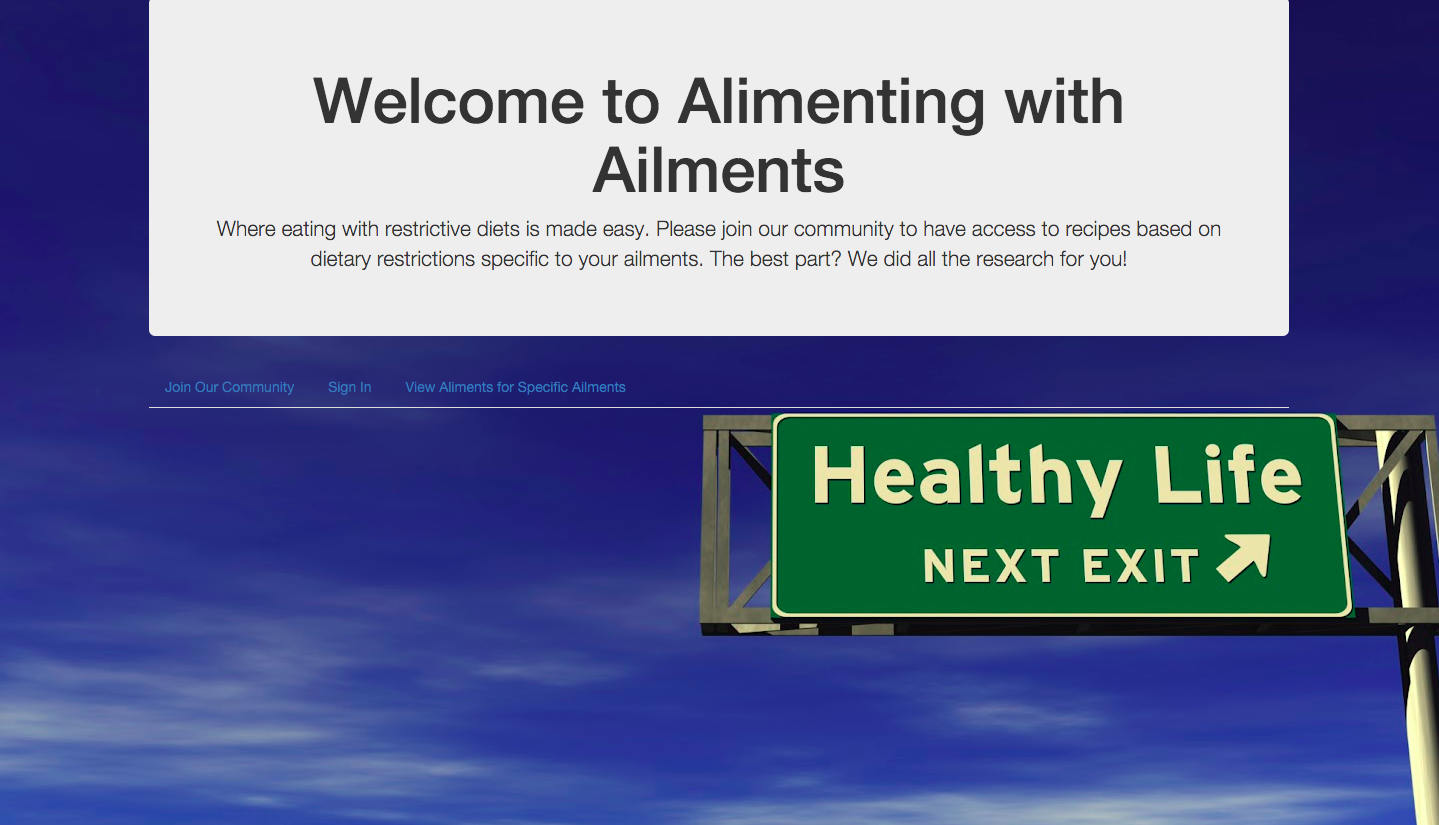 Welcome to Alimenting with
Ailments
Where eating with restrictive diets is made easy. Please join our community to have access to recipes based on
dietary restrictions specific to your ailments. The best part? We did all the research for you!
Join Our Community
Sign In
View Aliments for Specific Ailments
Healthy Life
NEXT EXIT